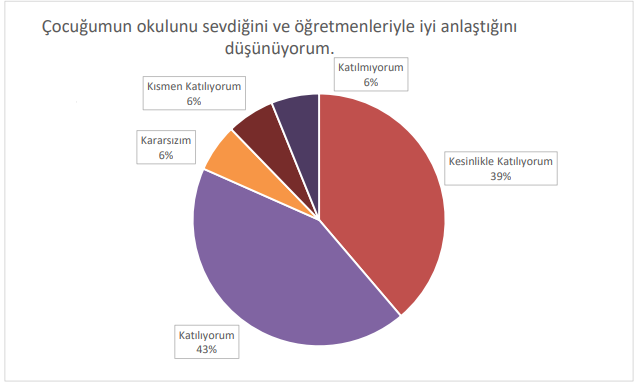 Çocuğumun okulunu sevdiğini ve öğretmenleriyle iyi anlaştığını
düşünüyorum.
Katılmıyorum
6%
Kısmen Katılıyorum
6%
Kararsızım
6%
Kesinlikle Katılıyorum
39%
Katılıyorum
43%